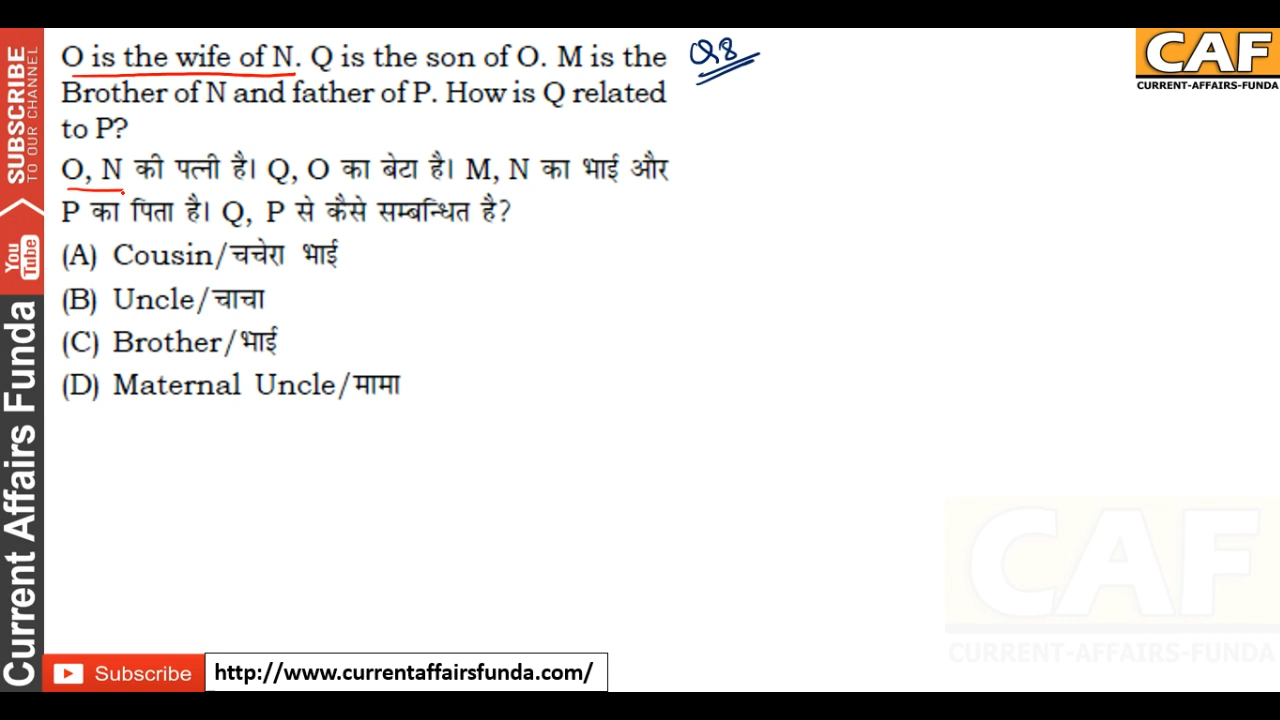 O is the wife of N. Q is the son of O. M is the
Brother of N and father of P. How is Q related
to P?
O, N की पत्नी है। Q, O का बेटा है। M, N का भाई और
P का पिता है। Q, P से कैसे सम्बन्धित है?
(A) Cousin/चचेरा भाई
(B) Uncle/चाचा
(C) Brother/भाई
(D) Maternal Uncle/मामा
Q8
CAF
CURRENT-AFFAIRS-FUNDA
SUBSCRIBE
TO OUR CHANNEL
You
Tube
Current Affairs Funda
Subscribe
http://www.currentaffairsfunda.com/
CAF
CURRENT-AFFAIRS-FUNDA